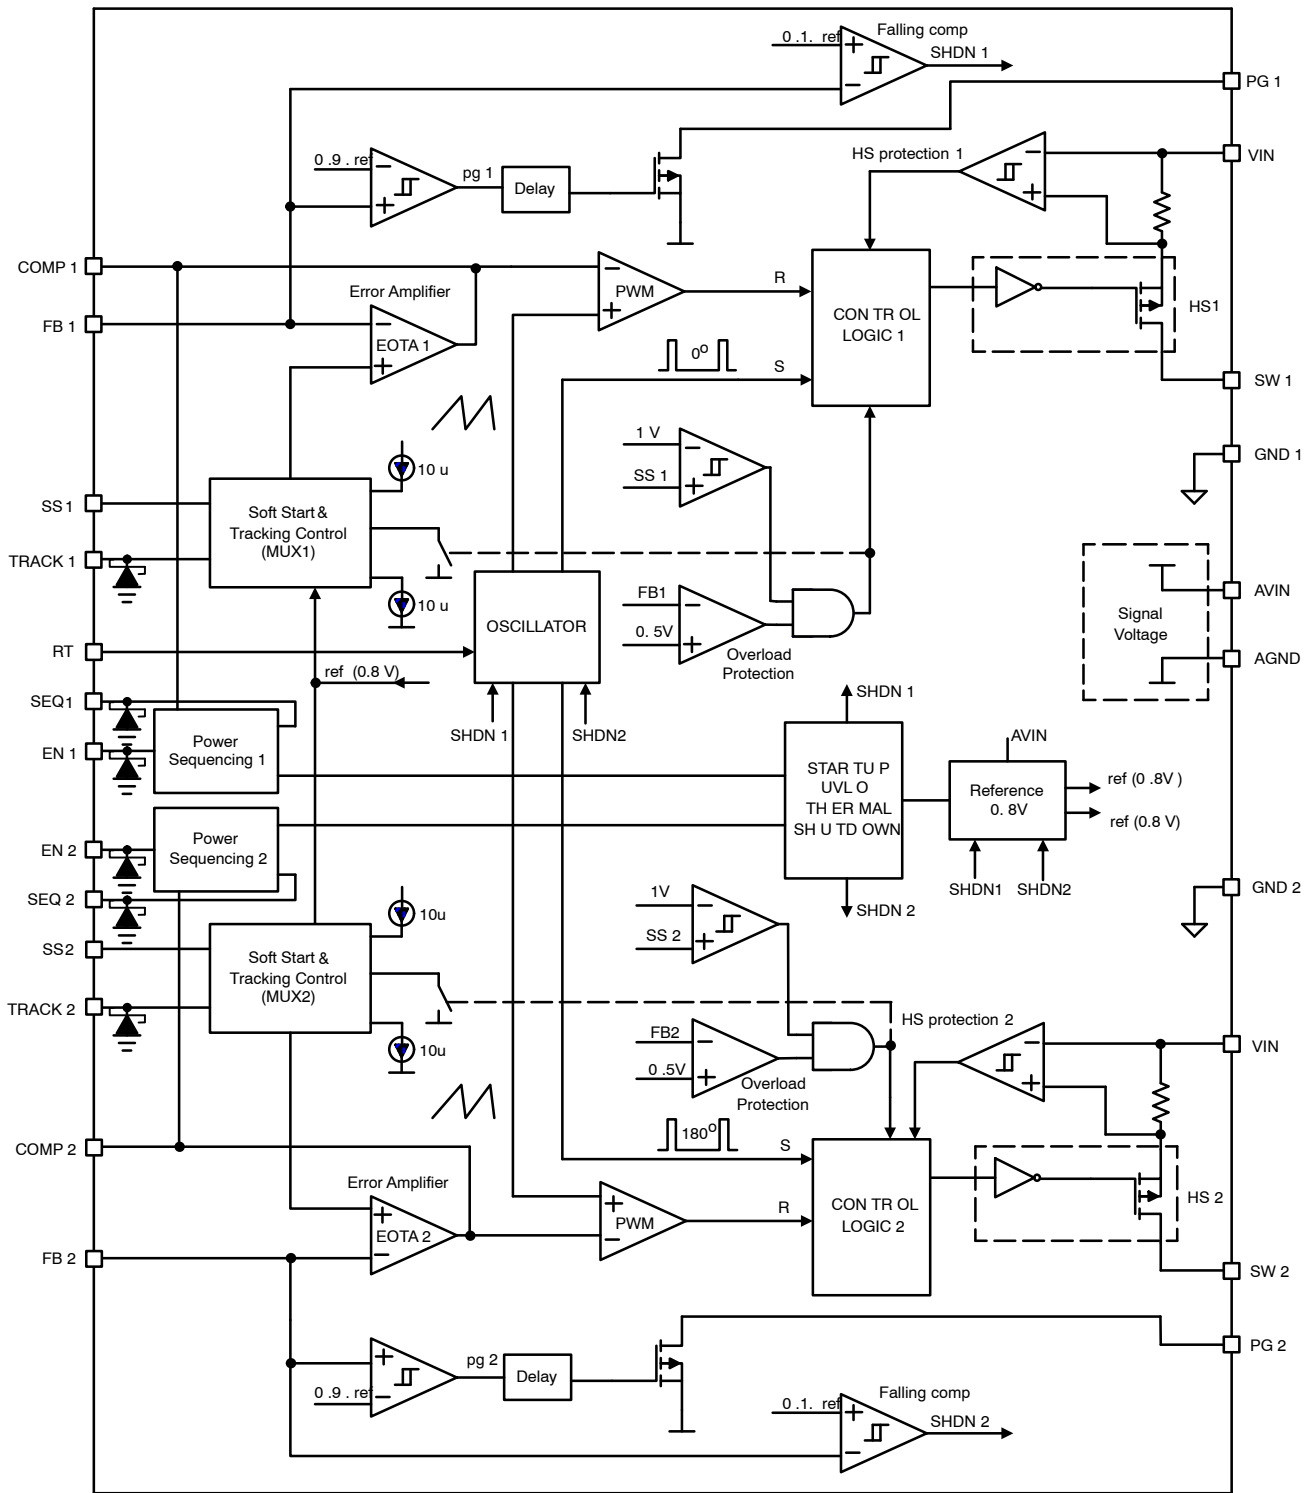 Falling comp
0 .1. ref
SHDN 1
PG 1
0 .9 . ref
pg 1
Delay
HS protection 1
VIN
COMP 1
PWM
R
CON TR OL
LOGIC 1
HS1
Error Amplifier
FB 1
EOTA 1
0o
S
SW 1
1 V
SS 1
GND 1
10 u
SS 1
Soft Start &
Tracking Control
(MUX1)
TRACK 1
10 u
OSCILLATOR
FB1
0. 5V
Overload
Protection
Signal
Voltage
AVIN
AGND
RT
ref (0.8 V)
SEQ1
EN 1
Power
Sequencing 1
SHDN 1
SHDN2
SHDN 1
STAR TU P
UVL O
TH ER MAL
SH U TD OWN
SHDN 2
AVIN
Reference
0. 8V
ref (0 .8V )
ref (0.8 V)
SHDN1
SHDN2
EN 2
Power
Sequencing 2
SEQ 2
GND 2
1V
SS 2
10u
SS2
Soft Start &
Tracking Control
(MUX2)
TRACK 2
10u
FB2
0 .5V
Overload
Protection
HS protection 2
VIN
COMP 2
180o
S
CON TR OL
LOGIC 2
HS 2
Error Amplifier
EOTA 2
PWM
R
FB 2
SW 2
pg 2
Delay
0 .9 . ref
PG 2
Falling comp
0 .1. ref
SHDN 2